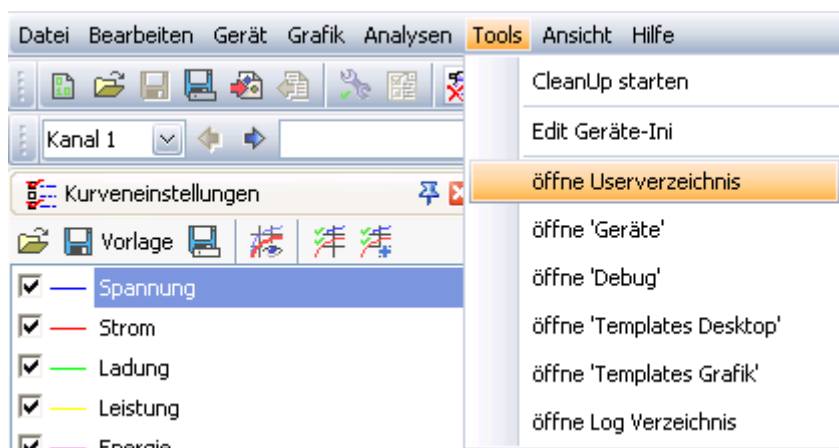 Datei Bearbeiten Gerät Grafik Analysen Tools Ansicht Hilfe
CleanUp starten
Kanal 1
Edit Geräte-Ini
Kurveneinstellungen
öffne Userverzeichnis
Vorlage
öffne 'Geräte'
Spannung
öffne 'Debug'
Strom
öffne 'Templates Desktop'
Ladung
öffne 'Templates Grafik'
Leistung
öffne Log Verzeichnis
Energie